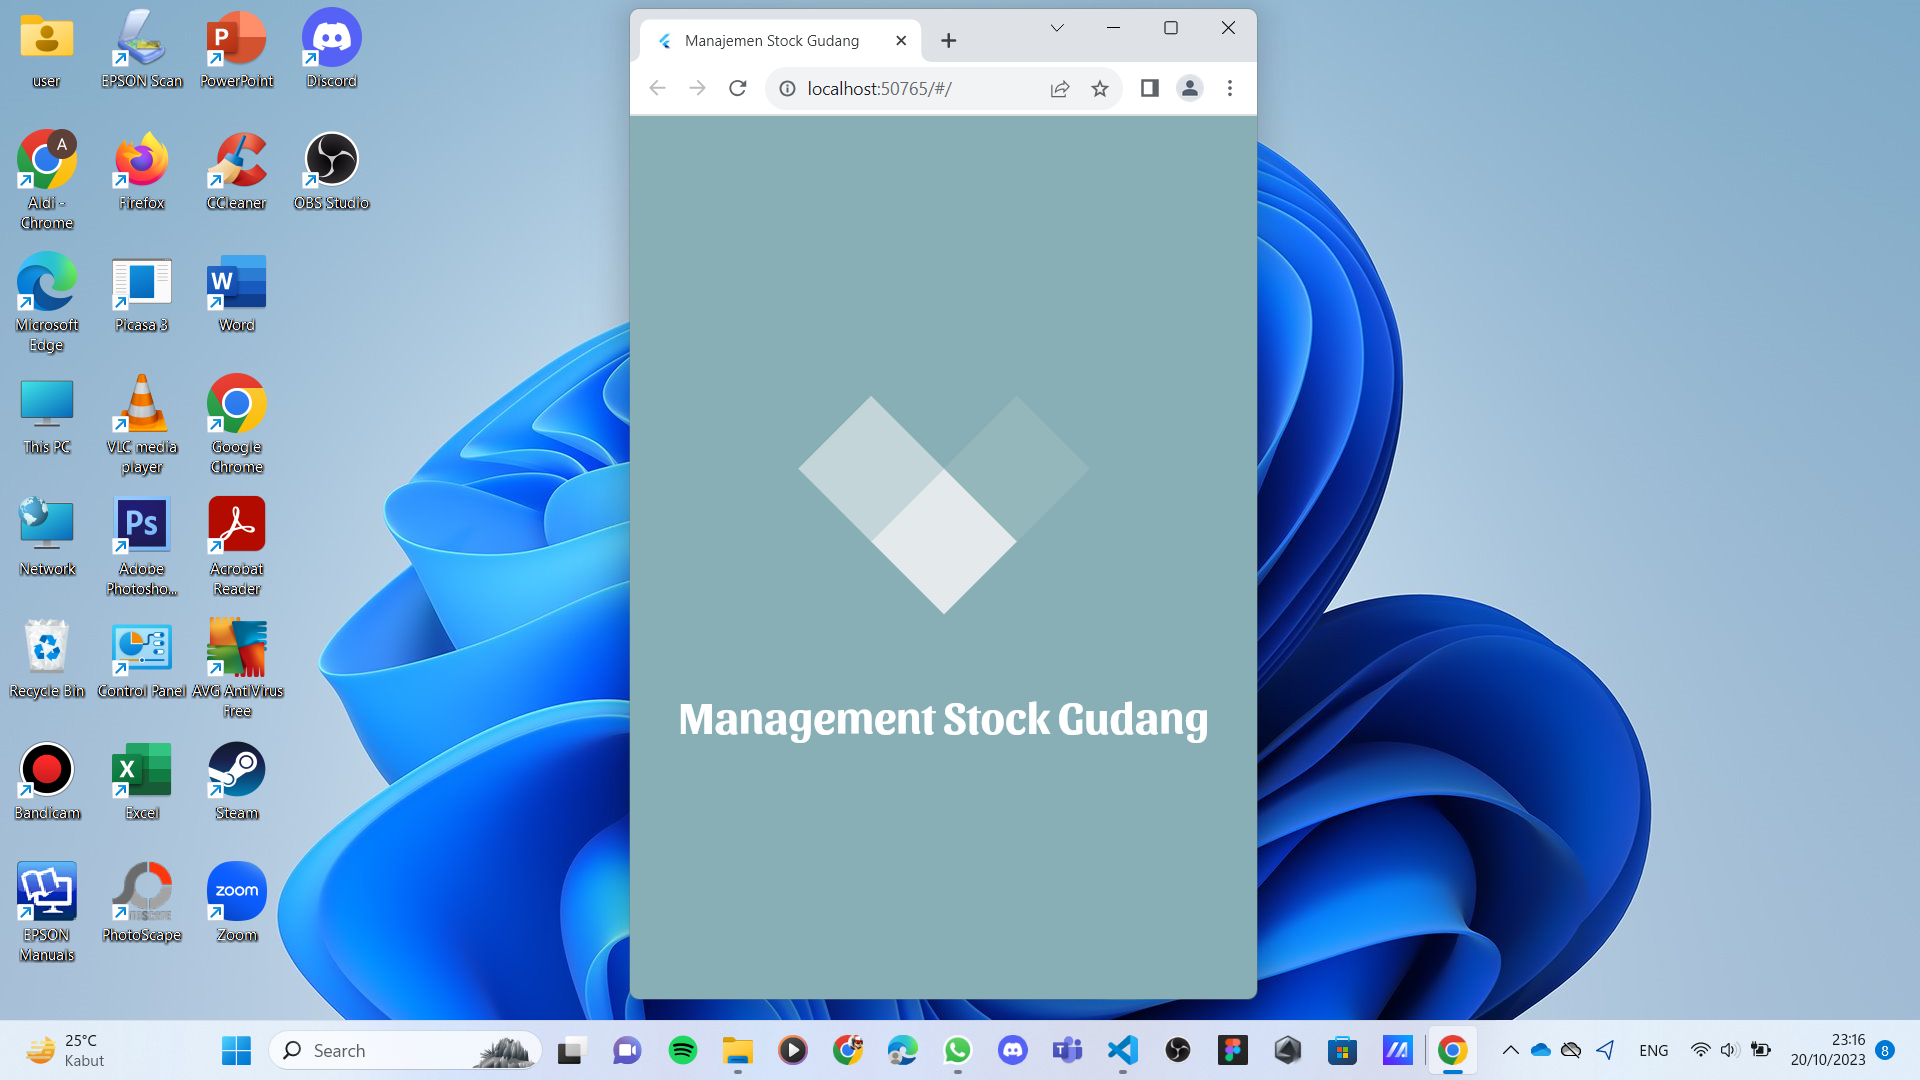 user
EPSON Scan
PowerPoint
Discord
A
Aldi -
Chrome
Firefox
CCleaner
OBS Studio
Microsoft
Edge
Picasa 3
W
Word
This PC
VLC media
player
Google
Chrome
Network
Ps
Adobe
Photosho...
Acrobat
Reader
Recycle Bin
Control Panel
AVG AntiVirus
Free
Bandicam
X
Excel
Steam
EPSON
Manuals
PhotoScape
zoom
Zoom
P
Manajemen Stock Gudang
localhost:50765/#/
Management Stock Gudang
25°C
Kabut
Search
ENG
23:16
20/10/2023
8